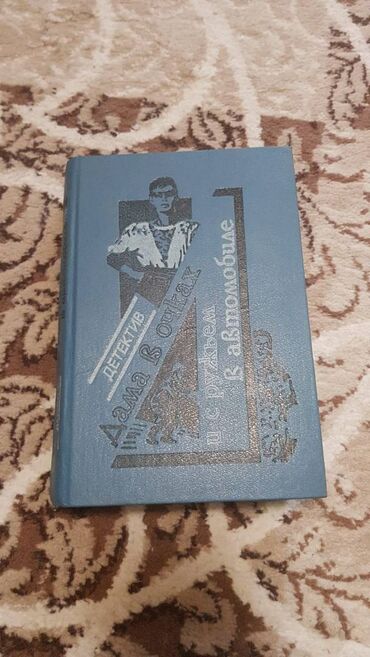 ДЕТЕКТИВ
Дама в очках
и с ружьем
в автомобиле